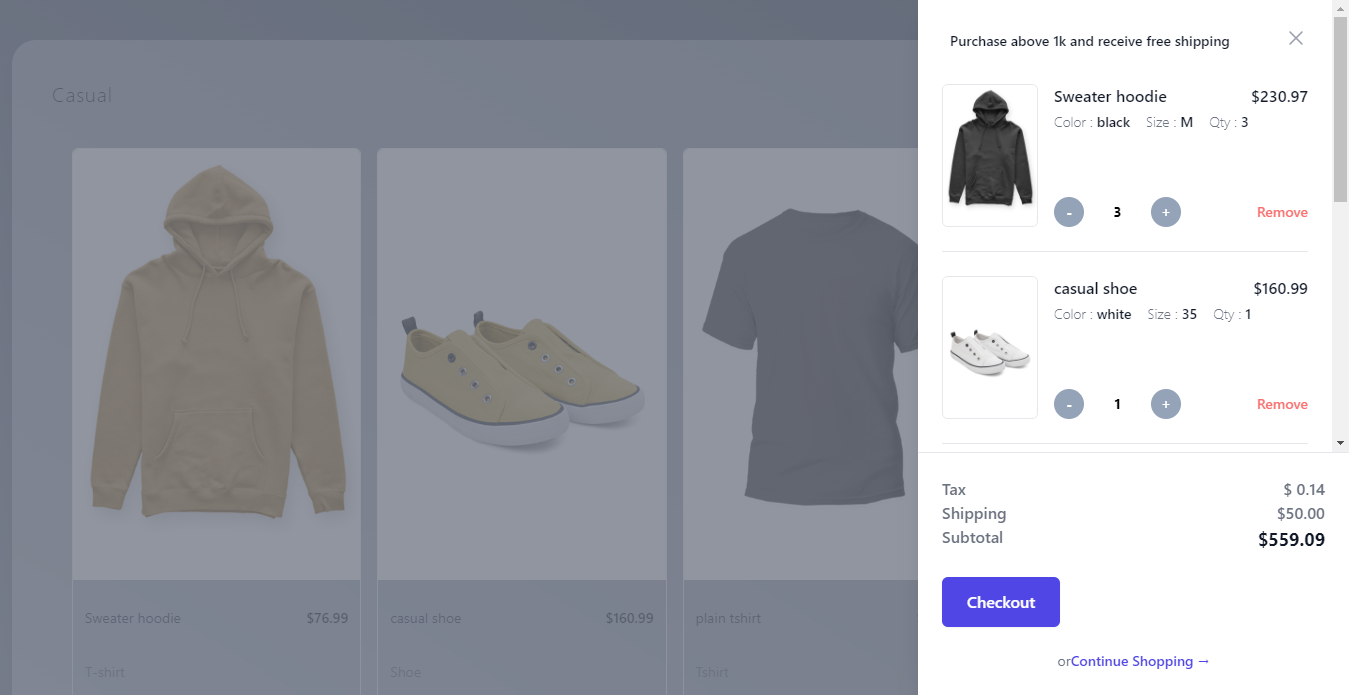 Casual
Sweater hoodie $76.99
T-shirt
casual shoe $160.99
Shoe
plain tshirt
Tshirt
Purchase above 1k and receive free shipping
Sweater hoodie $230.97
Color : black Size : M Qty : 3
- 3 + Remove
casual shoe $160.99
Color : white Size : 35 Qty : 1
- 1 + Remove
Tax $ 0.14
Shipping $50.00
Subtotal $559.09
Checkout
orContinue Shopping →